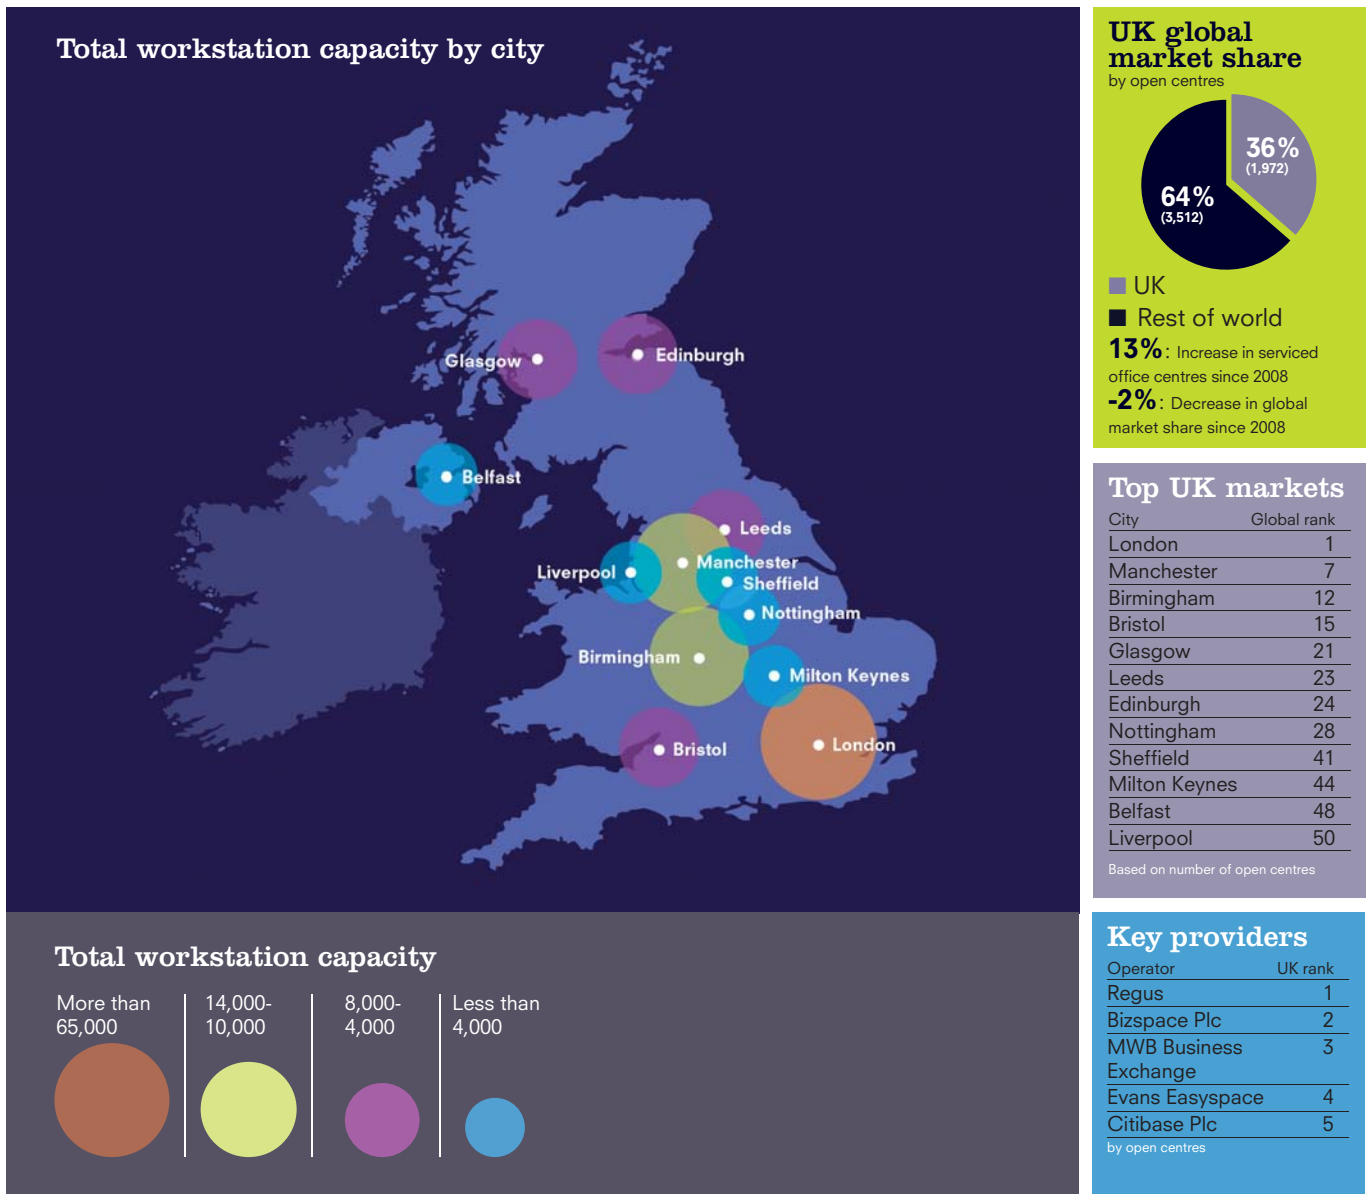 Total workstation capacity by city
Glasgow
Edinburgh
Belfast
Leeds
Manchester
Liverpool
Sheffield
Nottingham
Birmingham
Milton Keynes
Bristol
London
Total workstation capacity
More than
65,000
14,000-
10,000
8,000-
4,000
Less than
4,000
UK global
market share
by open centres
36%
(1,972)
64%
(3,512)
UK
Rest of world
13%: Increase in serviced
office centres since 2008
-2%: Decrease in global
market share since 2008
Top UK markets
City Global rank
London 1
Manchester 7
Birmingham 12
Bristol 15
Glasgow 21
Leeds 23
Edinburgh 24
Nottingham 28
Sheffield 41
Milton Keynes 44
Belfast 48
Liverpool 50
Based on number of open centres
Key providers
Operator UK rank
Regus 1
Bizspace Plc 2
MWB Business 3
Exchange
Evans Easyspace 4
Citibase Plc 5
by open centres